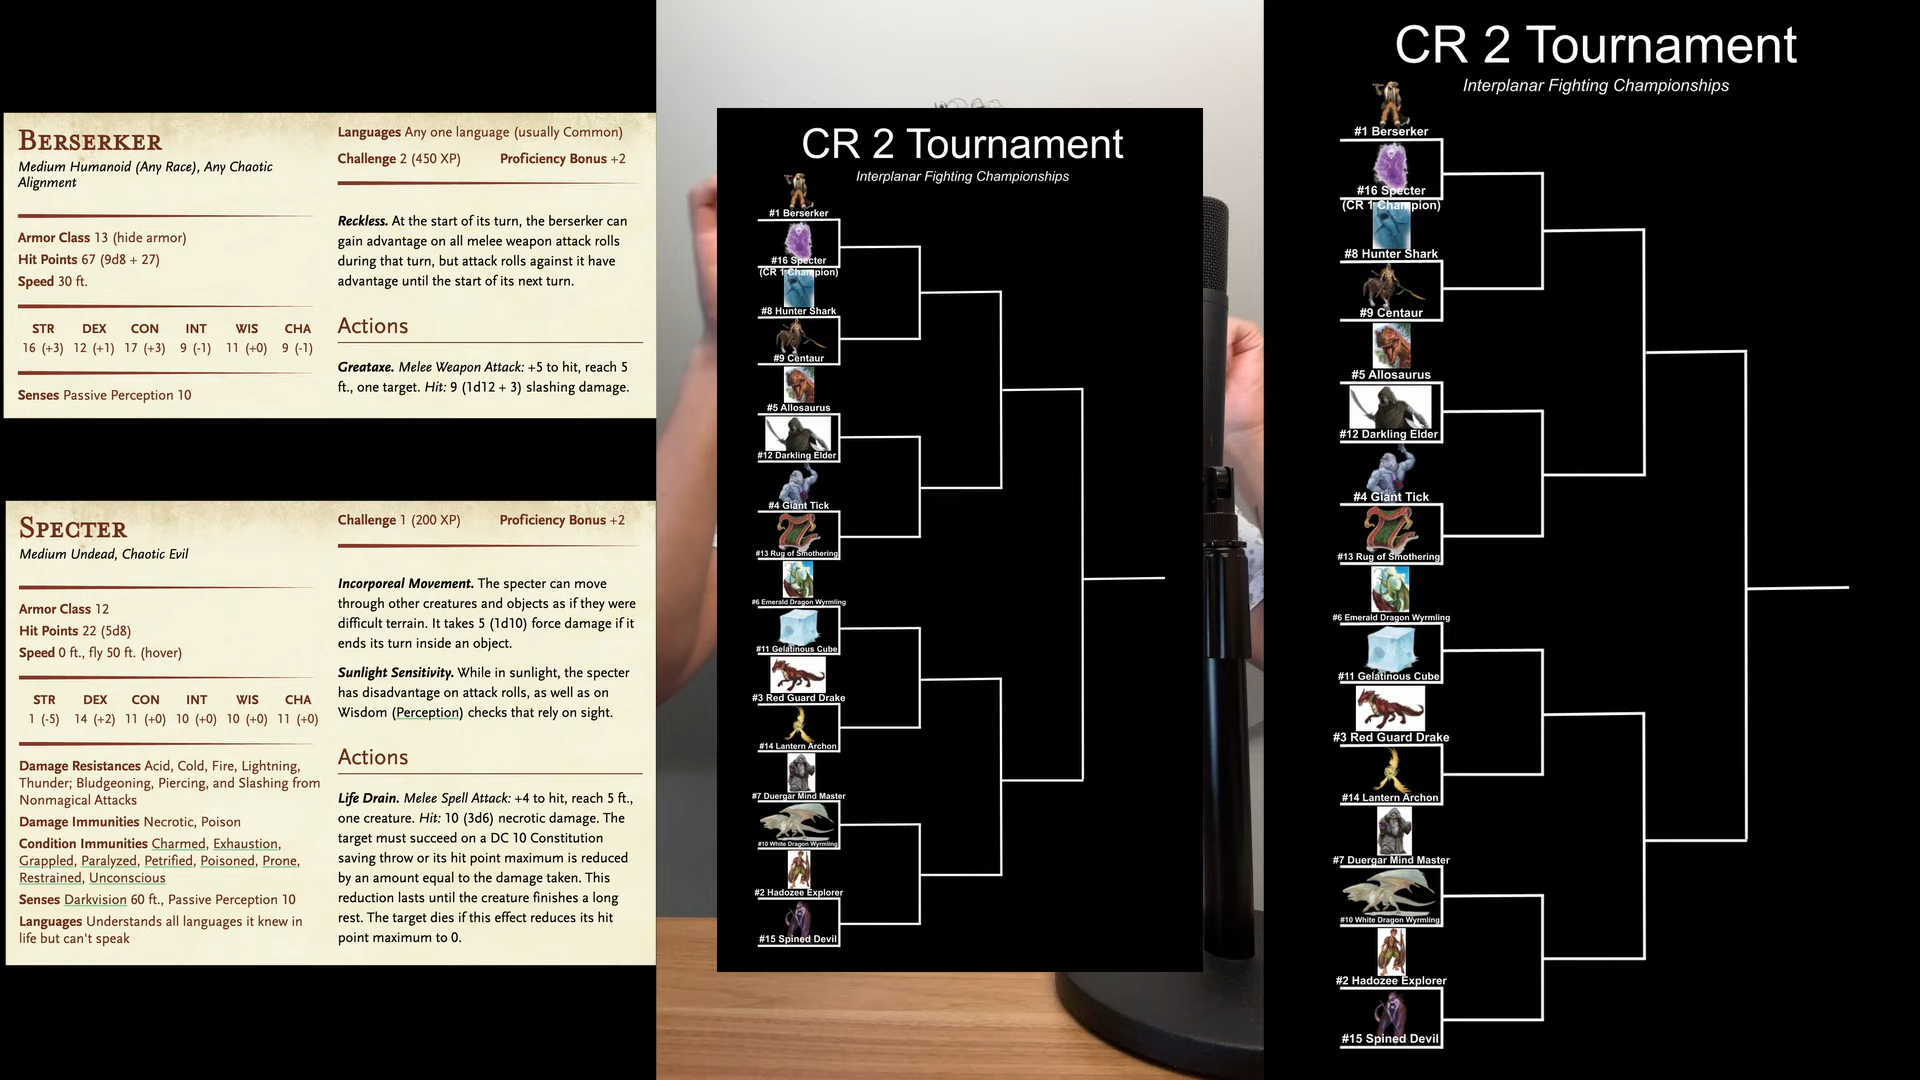 BERSERKER
Medium Humanoid (Any Race), Any Chaotic
Alignment
Armor Class 13 (hide armor)
Hit Points 67 (9d8 + 27)
Speed 30 ft.
STR DEX CON INT WIS CHA
16 (+3) 12 (+1) 17 (+3) 9 (-1) 11 (+0) 9 (-1)
Senses Passive Perception 10
Languages Any one language (usually Common)
Challenge 2 (450 XP) Proficiency Bonus +2
Reckless. At the start of its turn, the berserker can
gain advantage on all melee weapon attack rolls
during that turn, but attack rolls against it have
advantage until the start of its next turn.
Actions
Greataxe. Melee Weapon Attack: +5 to hit, reach 5
ft., one target. Hit: 9 (1d12 + 3) slashing damage.
SPECTER
Medium Undead, Chaotic Evil
Armor Class 12
Hit Points 22 (5d8)
Speed 0 ft., fly 50 ft. (hover)
STR DEX CON INT WIS CHA
1 (-5) 14 (+2) 11 (+0) 10 (+0) 10 (+0) 11 (+0)
Damage Resistances Acid, Cold, Fire, Lightning,
Thunder; Bludgeoning, Piercing, and Slashing from
Nonmagical Attacks
Damage Immunities Necrotic, Poison
Condition Immunities Charmed, Exhaustion,
Grappled, Paralyzed, Petrified, Poisoned, Prone,
Restrained, Unconscious
Senses Darkvision 60 ft., Passive Perception 10
Languages Understands all languages it knew in
life but can't speak
Challenge 1 (200 XP) Proficiency Bonus +2
Incorporeal Movement. The specter can move
through other creatures and objects as if they were
difficult terrain. It takes 5 (1d10) force damage if it
ends its turn inside an object.
Sunlight Sensitivity. While in sunlight, the specter
has disadvantage on attack rolls, as well as on
Wisdom (Perception) checks that rely on sight.
Actions
Life Drain. Melee Spell Attack: +4 to hit, reach 5 ft.,
one creature. Hit: 10 (3d6) necrotic damage. The
target must succeed on a DC 10 Constitution
saving throw or its hit point maximum is reduced
by an amount equal to the damage taken. This
reduction lasts until the creature finishes a long
rest. The target dies if this effect reduces its hit
point maximum to 0.
CR 2 Tournament
Interplanar Fighting Championships
#1 Berserker
#16 Specter
(CR 1 Champion)
#8 Hunter Shark
#9 Centaur
#5 Allosaurus
#12 Darkling Elder
#4 Giant Tick
#13 Rug of Smothering
#6 Emerald Dragon Wyrmling
#11 Gelatinous Cube
#3 Red Guard Drake
#14 Lantern Archon
#7 Duergar Mind Master
#10 White Dragon Wyrmling
#2 Hadozee Explorer
#15 Spined Devil
CR 2 Tournament
Interplanar Fighting Championships
#1 Berserker
#16 Specter
(CR 1 Champion)
#8 Hunter Shark
#9 Centaur
#5 Allosaurus
#12 Darkling Elder
#4 Giant Tick
#13 Rug of Smothering
#6 Emerald Dragon Wyrmling
#11 Gelatinous Cube
#3 Red Guard Drake
#14 Lantern Archon
#7 Duergar Mind Master
#10 White Dragon Wyrmling
#2 Hadozee Explorer
#15 Spined Devil